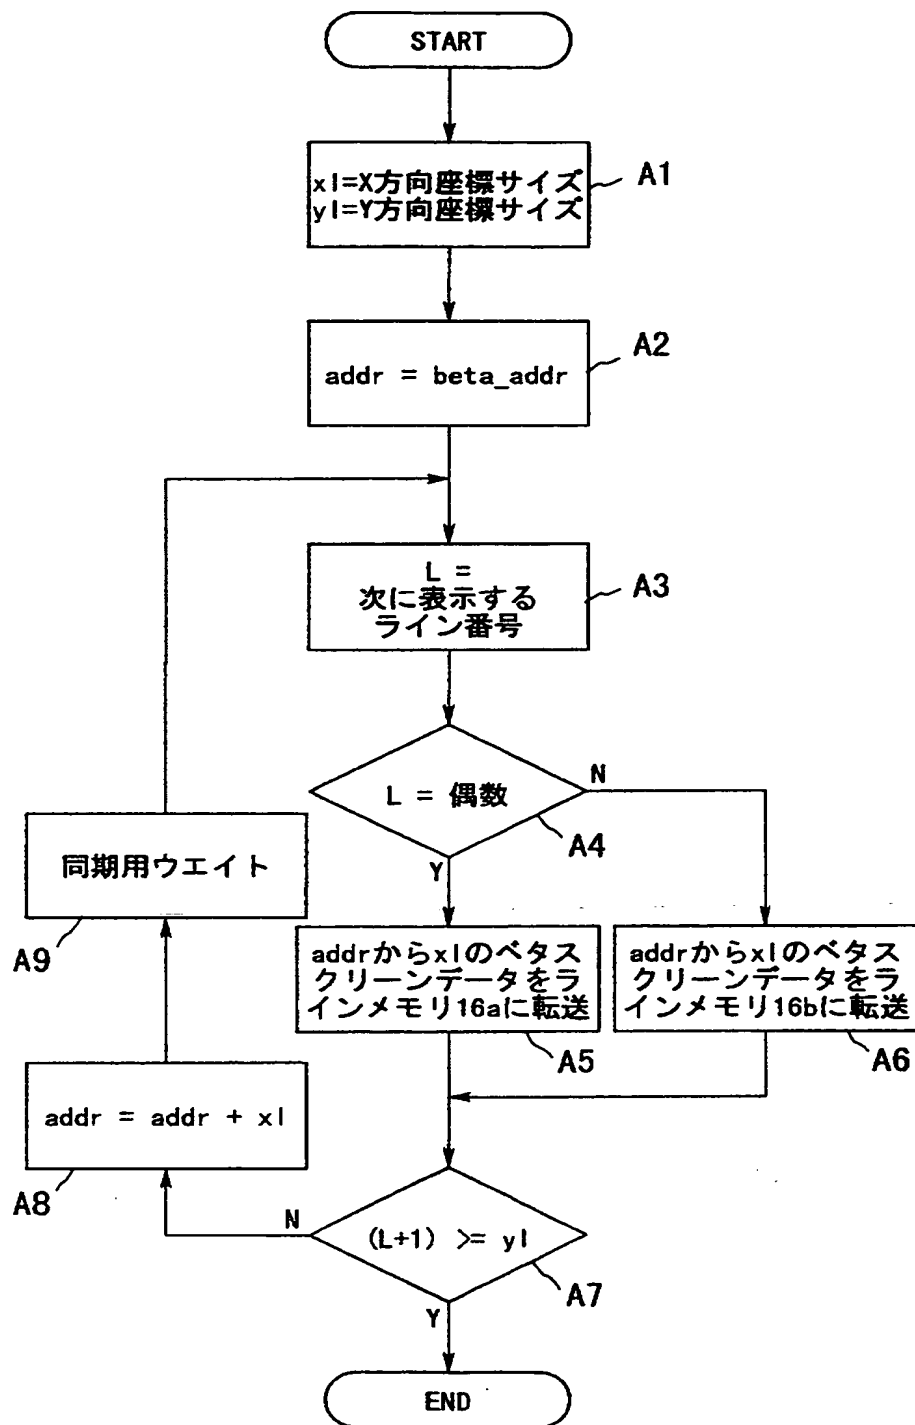 START
xl=X方向座標サイズ
yl=Y方向座標サイズ
A1
addr = beta_addr
A2
L =
次に表示する
ライン番号
A3
L = 偶数
N
A4
Y
同期用ウエイト
A9
addrからxlのベタス
クリーンデータをラ
インメモリ16aに転送
A5
addrからxlのベタス
クリーンデータをラ
インメモリ16bに転送
A6
addr = addr + xl
A8
N
(L+1) >= yl
A7
Y
END